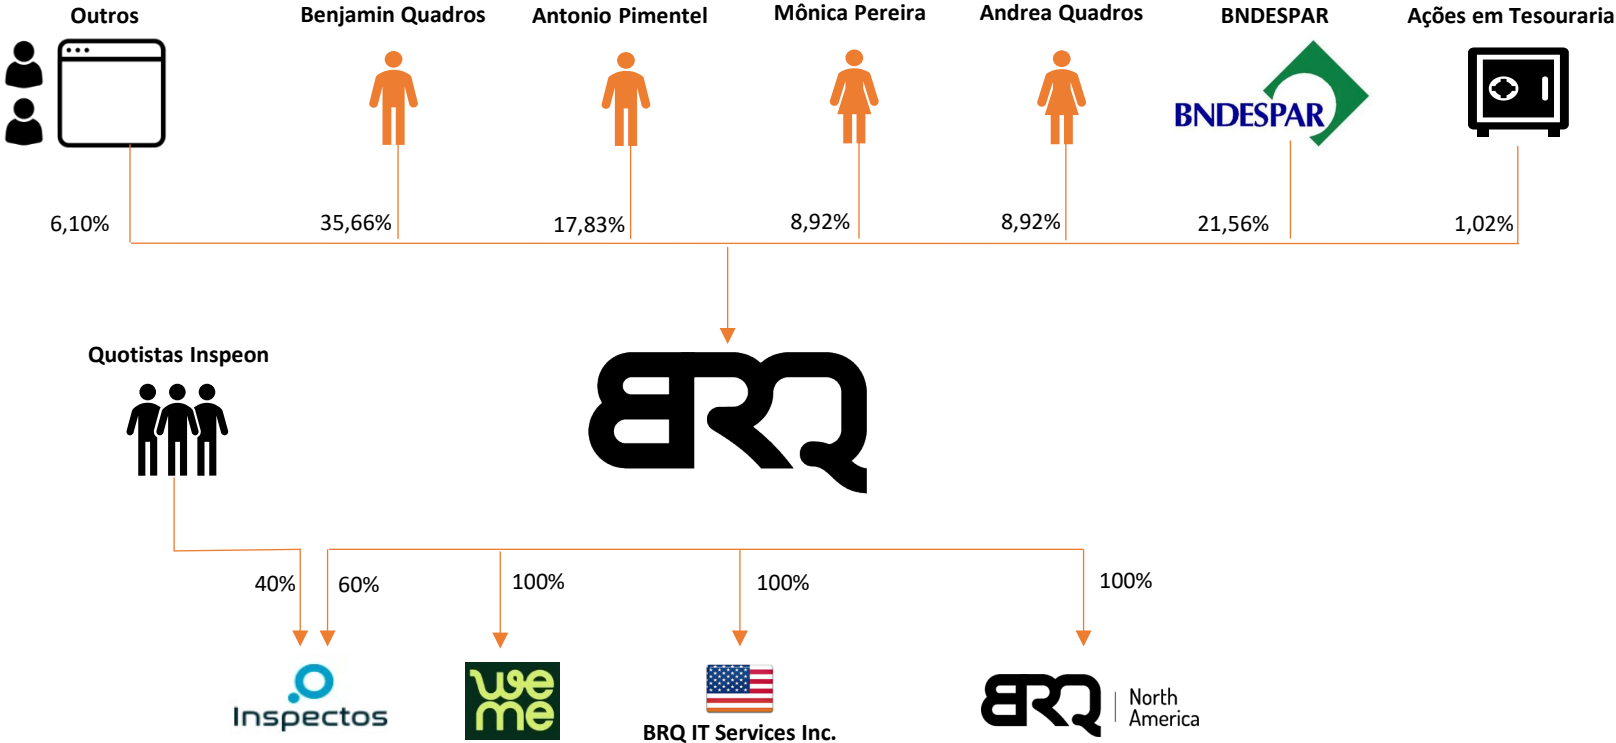 Outros
Benjamin Quadros
Antonio Pimentel
Mônica Pereira
Andrea Quadros
BNDESPAR
Ações em Tesouraria
BNDESPAR
6,10%
35,66%
17,83%
8,92%
8,92%
21,56%
1,02%
Quotistas Inspeon
BRQ
40%
60%
100%
100%
100%
Inspectos
we
me
BRQ IT Services Inc.
BRQ
North
America